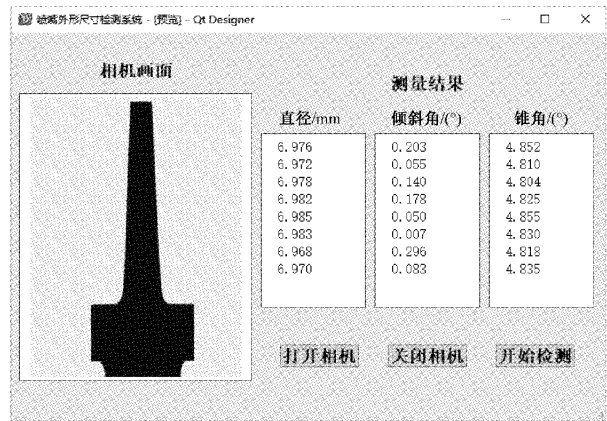 喷嘴外形尺寸检测系统 - [预览] - Qt Designer
相机画面
测量结果
直径/mm 倾斜角/(°) 锥角/(°)
6.976 0.203 4.852
6.972 0.055 4.810
6.978 0.140 4.804
6.982 0.178 4.825
6.985 0.050 4.855
6.983 0.007 4.830
6.968 0.296 4.818
6.970 0.083 4.835
打开相机 关闭相机 开始检测